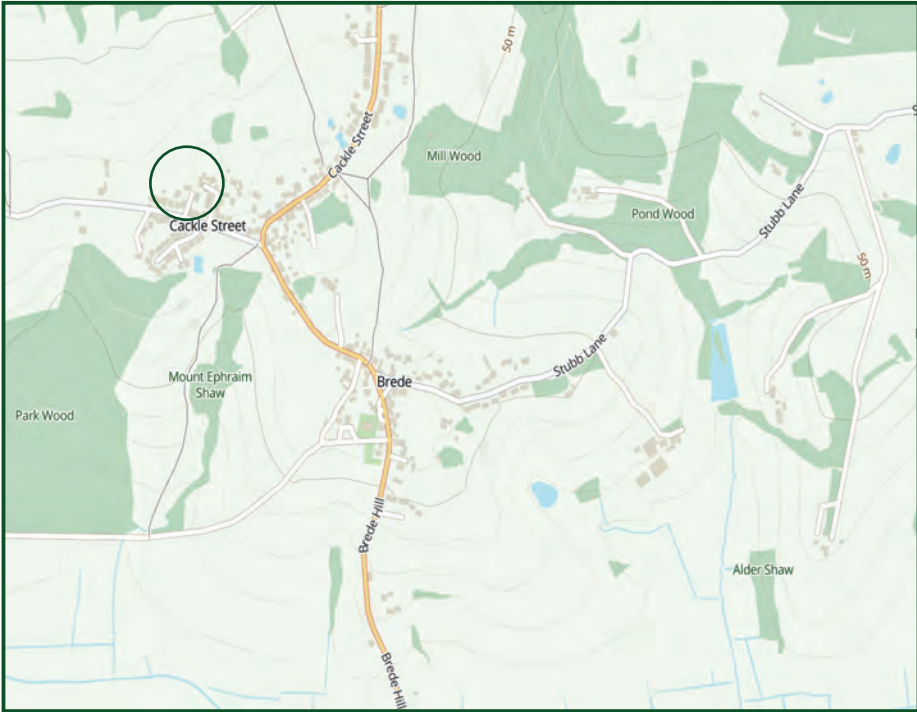 50 m
Cackle Street
Mill Wood
Pond Wood
Stubb Lane
Cackle Street
50 m
Stubb Lane
Mount Ephraim
Shaw
Brede
Park Wood
Brede Hill
Alder Shaw
Brede Hill